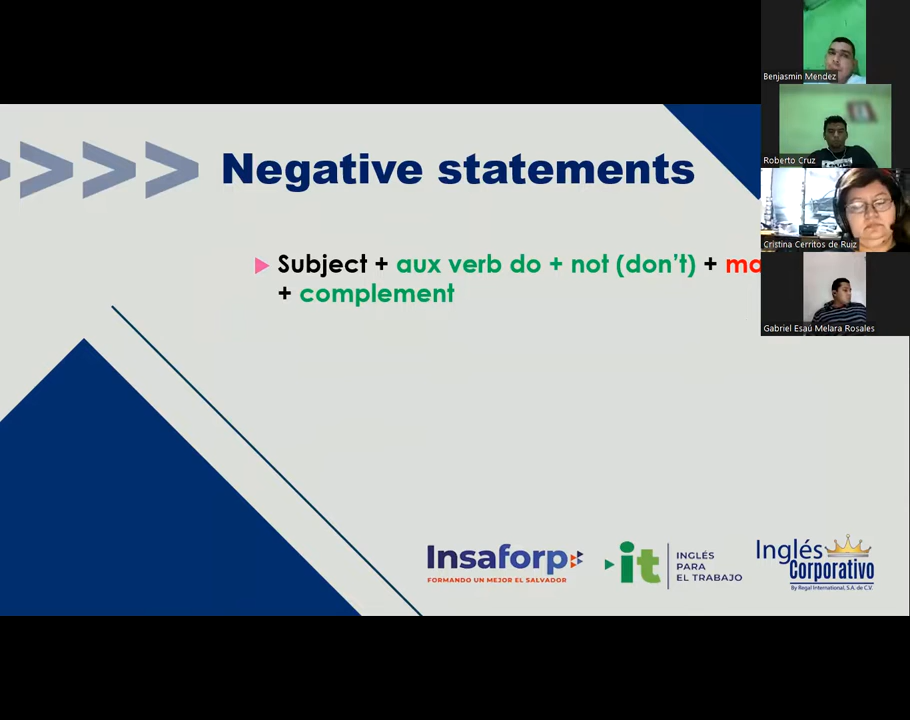 Benjasmin Mendez
Roberto Cruz
Cristina Cerritos de Ruiz
Gabriel Esaú Melara Rosales
Negative statements
Subject + aux verb do + not (don't) +
+ complement
Insaforp
FORMANDO UN MEJOR EL SALVADOR
it
INGLÉS
PARA
EL TRABAJO
Inglés
Corporativo
By Regal International, S.A. de C.V.